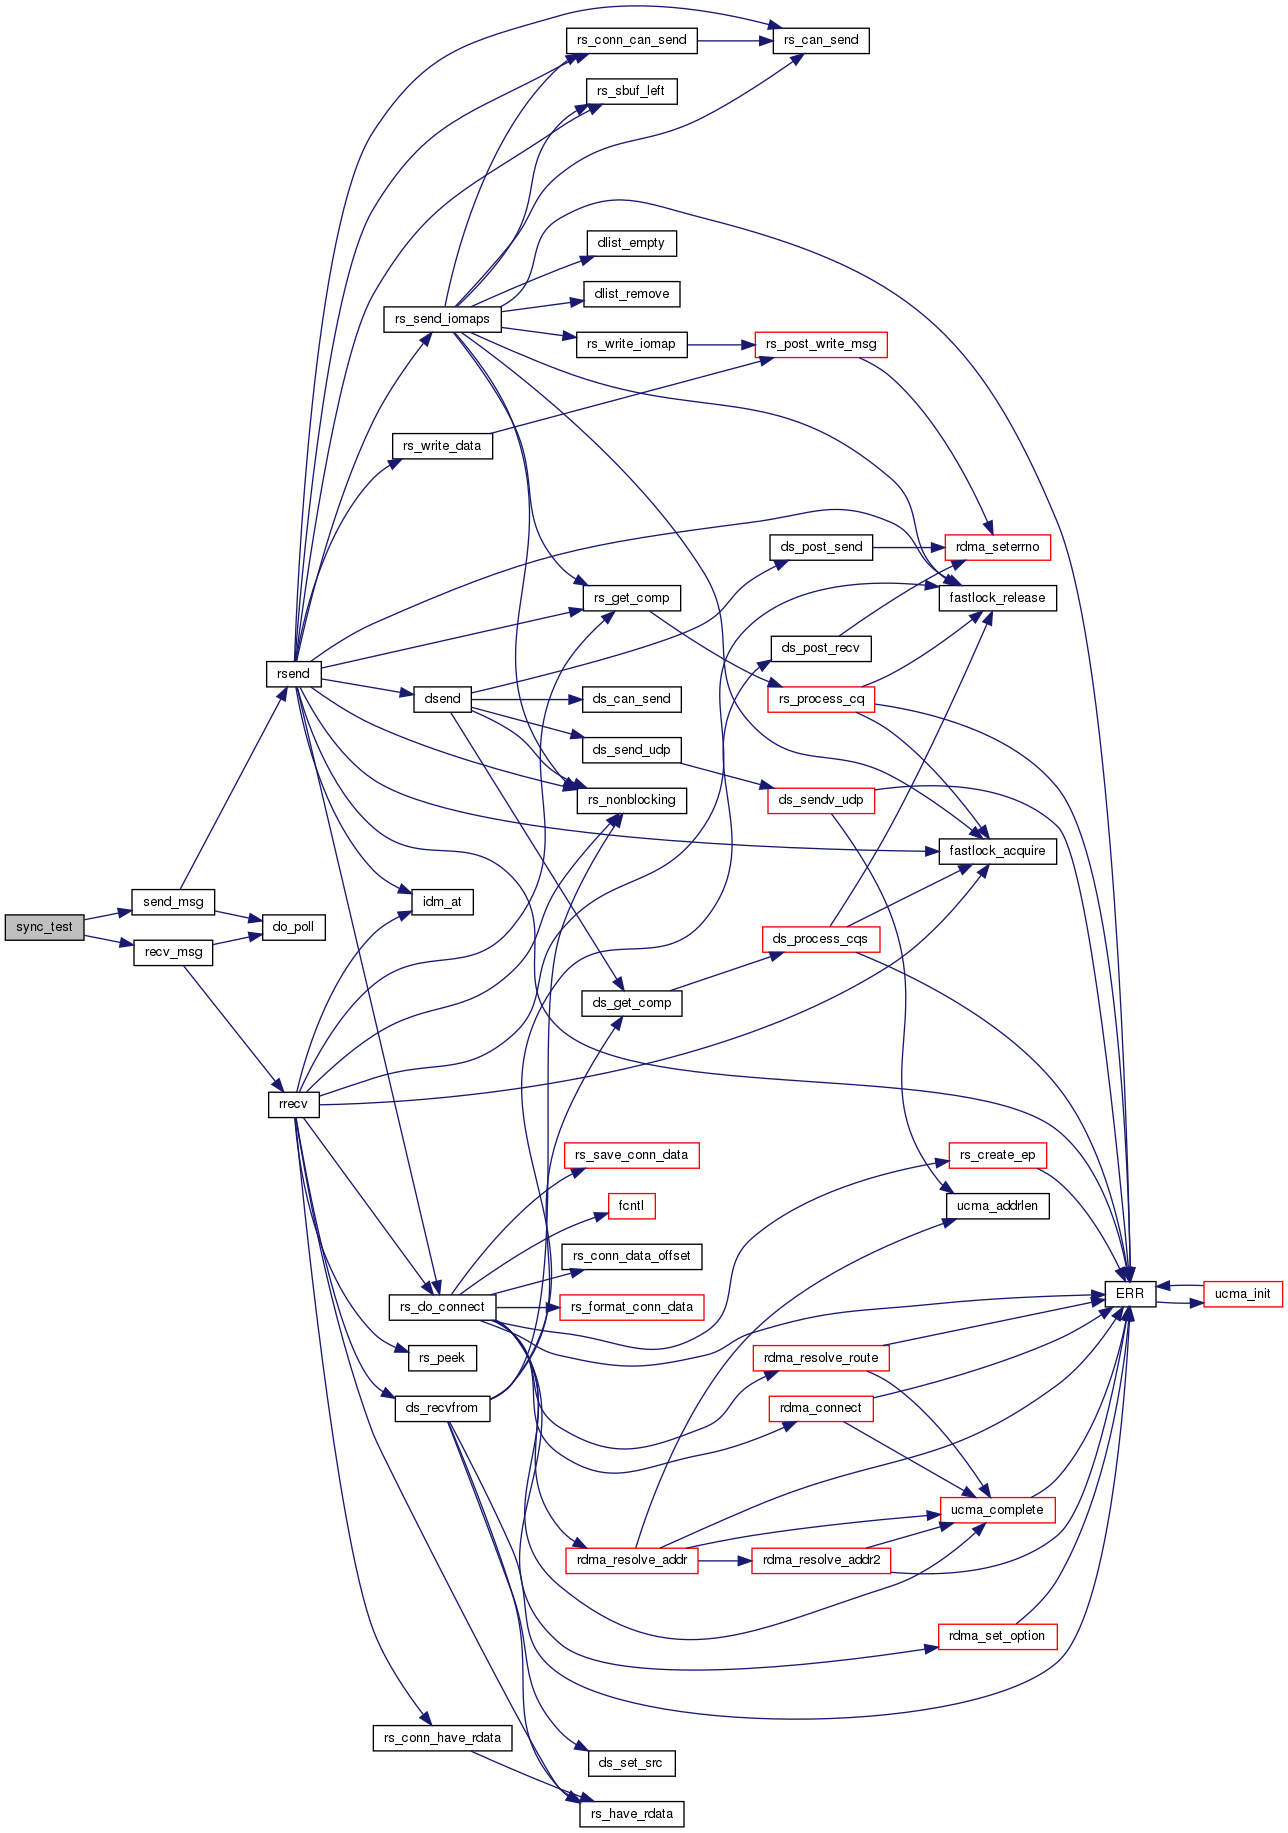 rs_conn_can_send
rs_can_send
rs_sbuf_left
dlist_empty
dlist_remove
rs_send_iomaps
rs_write_iomap
rs_post_write_msg
rs_write_data
ds_post_send
rdma_seterrno
rs_get_comp
fastlock_release
ds_post_recv
rsend
dsend
ds_can_send
rs_process_cq
ds_send_udp
rs_nonblocking
ds_sendv_udp
fastlock_acquire
send_msg
idm_at
sync_test
do_poll
recv_msg
ds_process_cqs
ds_get_comp
rrecv
rs_save_conn_data
rs_create_ep
fcntl
ucma_addrlen
rs_conn_data_offset
rs_do_connect
rs_format_conn_data
ERR
ucma_init
rs_peek
rdma_resolve_route
ds_recvfrom
rdma_connect
ucma_complete
rdma_resolve_addr
rdma_resolve_addr2
rdma_set_option
rs_conn_have_rdata
ds_set_src
rs_have_rdata